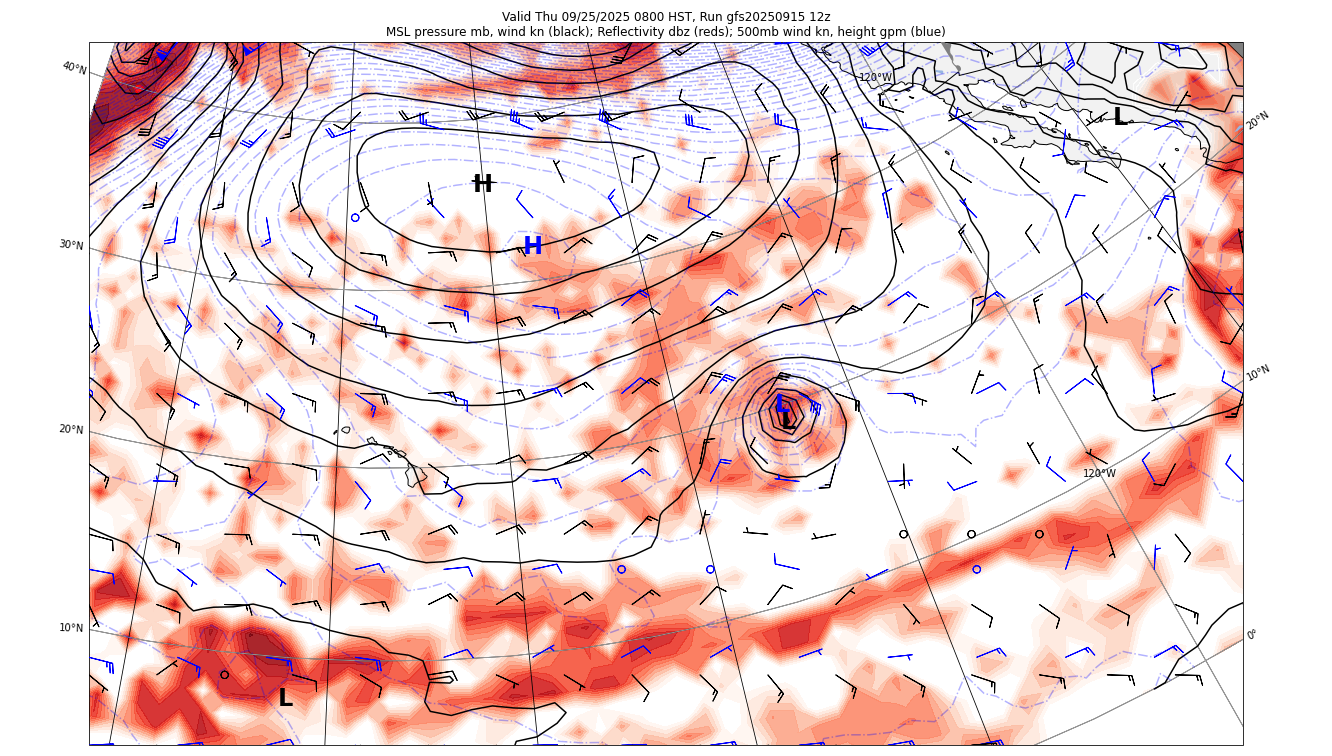 Valid Thu 09/25/2025 0800 HST, Run gfs20250915 12z
MSL pressure mb, wind kn (black); Reflectivity dbz (reds); 500mb wind kn, height gpm (blue)
40°N
120°W
L
20°N
H
30°N
H
10°N
L
L
20°N
120°W
10°N
0°
L